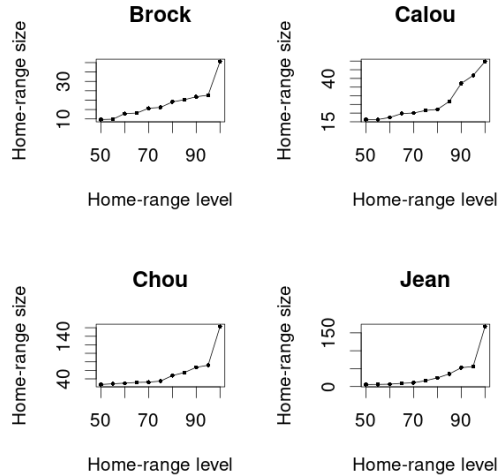 Brock
Home-range size
10 30
50 70 90
Home-range level
Calou
Home-range size
15 40
50 70 90
Home-range level
Chou
Home-range size
40 140
50 70 90
Home-range level
Jean
Home-range size
0 150
50 70 90
Home-range level